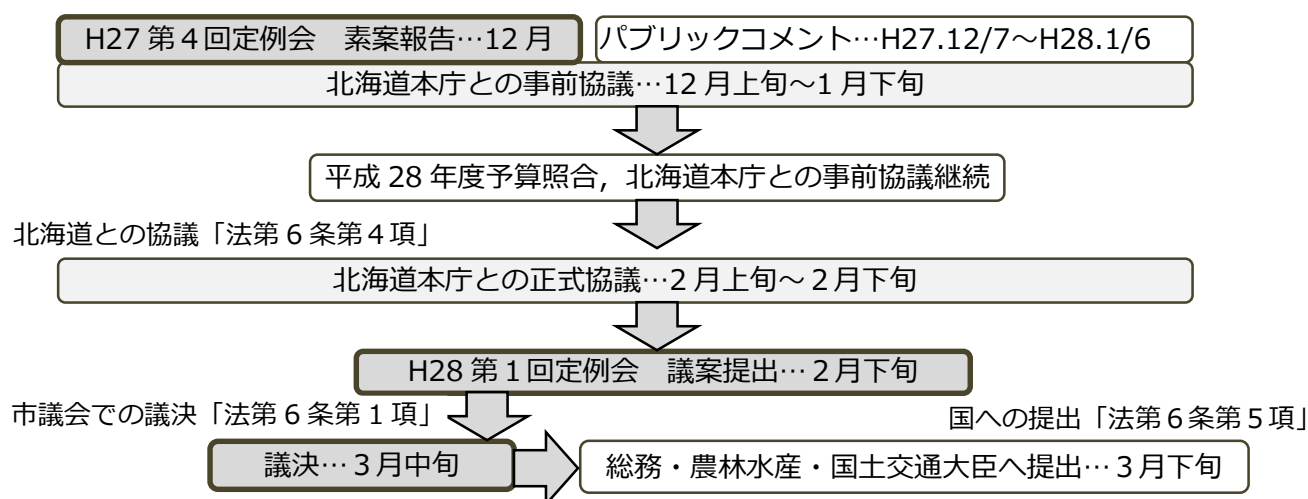 H27 第４回定例会　素案報告…12 月
パブリックコメント…H27.12/7～H28.1/6
北海道本庁との事前協議…12 月上旬～1 月下旬
平成 28 年度予算照合，北海道本庁との事前協議継続
北海道との協議「法第６条第４項」
北海道本庁との正式協議…2 月上旬～２月下旬
H28 第１回定例会　議案提出…２月下旬
市議会での議決「法第６条第１項」
国への提出「法第６条第５項」
議決…３月中旬
総務・農林水産・国土交通大臣へ提出…３月下旬